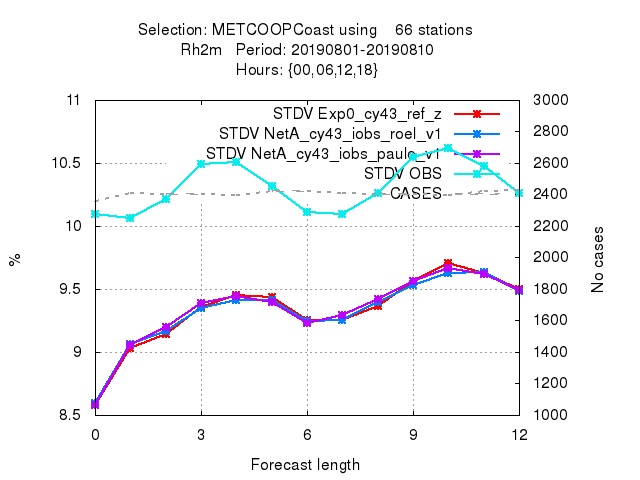 Selection: METCOOPCoast using    66 stations
Rh2m   Period: 20190801-20190810
Hours: {00,06,12,18}
11 3000
STDV Exp0_cy43_ref_z
2800
STDV NetA_cy43_iobs_roel_v1
STDV NetA_cy43_iobs_paulo_v1
10.5 2600
STDV OBS
CASES 2400
10 2200
% 2000 No cases
9.5 1800
1600
9 1400
1200
8.5 1000
0 3 6 9 12
Forecast length